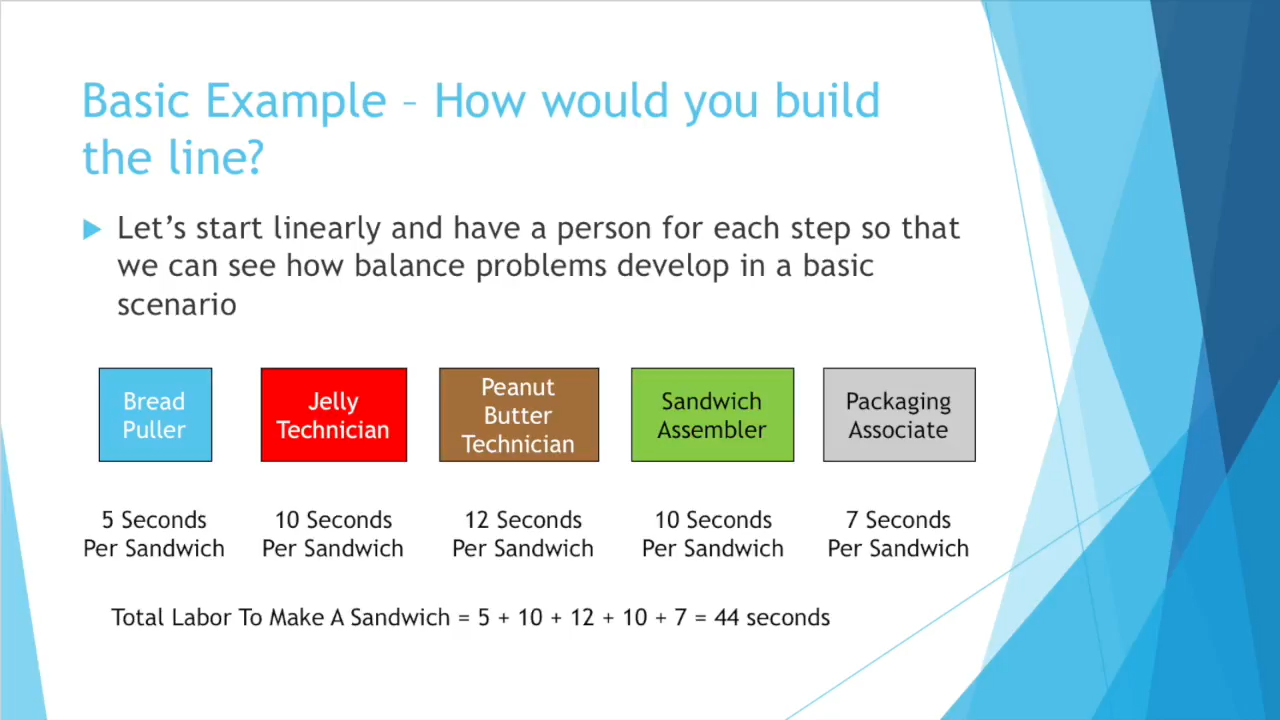 Basic Example – How would you build
the line?
Let’s start linearly and have a person for each step so that
we can see how balance problems develop in a basic
scenario
Bread
Puller
Jelly
Technician
Peanut
Butter
Technician
Sandwich
Assembler
Packaging
Associate
5 Seconds
Per Sandwich
10 Seconds
Per Sandwich
12 Seconds
Per Sandwich
10 Seconds
Per Sandwich
7 Seconds
Per Sandwich
Total Labor To Make A Sandwich = 5 + 10 + 12 + 10 + 7 = 44 seconds